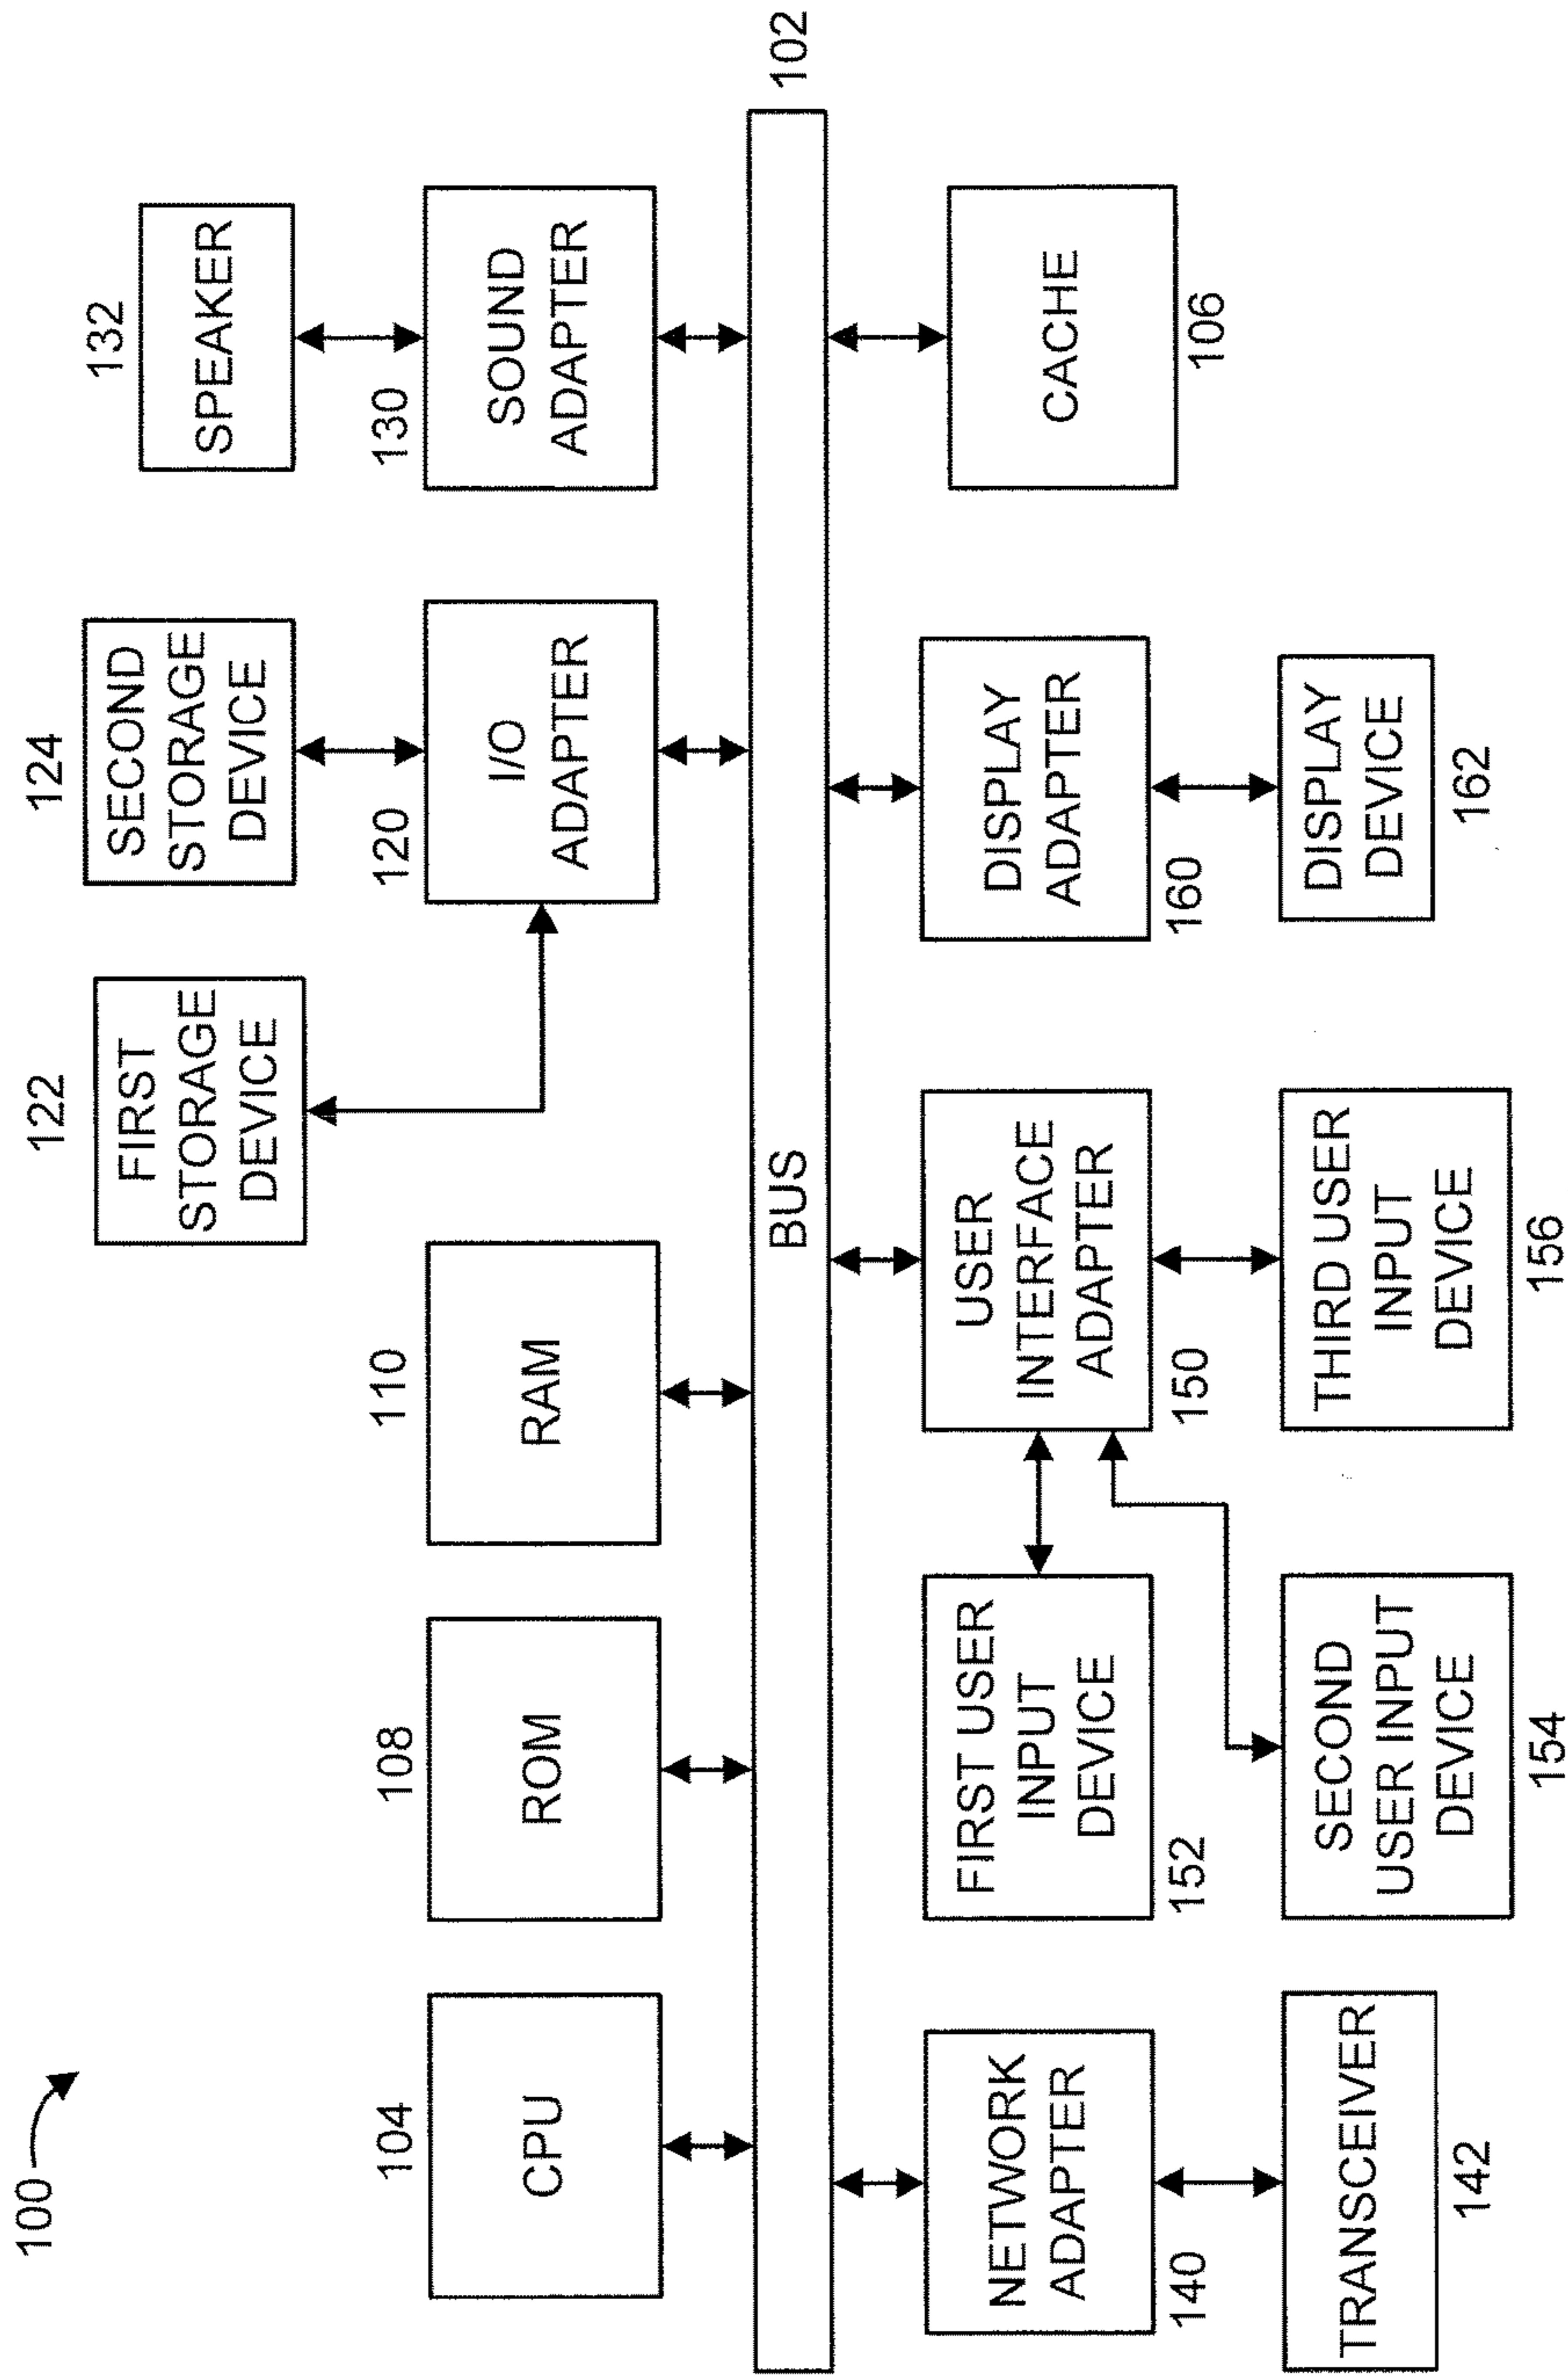 100
122
FIRST
STORAGE
DEVICE
124
SECOND
STORAGE
DEVICE
132
SPEAKER
104
CPU
108
ROM
110
RAM
120
I/O
ADAPTER
130
SOUND
ADAPTER
BUS
102
NETWORK
ADAPTER
140
FIRST USER
INPUT
DEVICE
152
USER
INTERFACE
ADAPTER
150
DISPLAY
ADAPTER
160
CACHE
106
TRANSCEIVER
142
SECOND
USER INPUT
DEVICE
154
THIRD USER
INPUT
DEVICE
156
DISPLAY
DEVICE
162